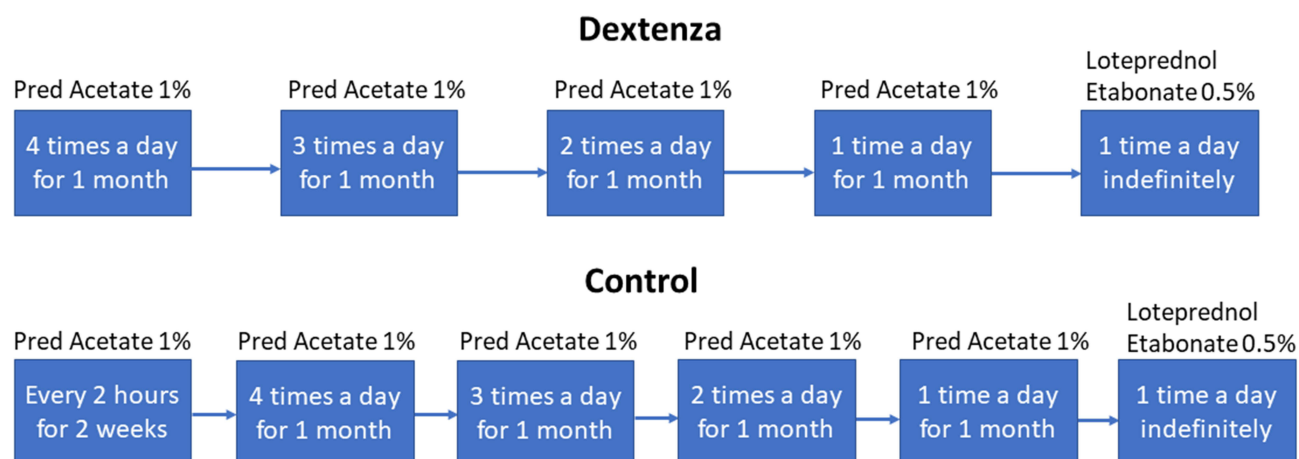 Dextenza
Pred Acetate 1%
Pred Acetate 1%
Pred Acetate 1%
Pred Acetate 1%
Loteprednol
Etabonate 0.5%
4 times a day
for 1 month
3 times a day
for 1 month
2 times a day
for 1 month
1 time a day
for 1 month
1 time a day
indefinitely
Control
Pred Acetate 1%
Pred Acetate 1%
Pred Acetate 1%
Pred Acetate 1%
Pred Acetate 1%
Loteprednol
Etabonate 0.5%
Every 2 hours
for 2 weeks
4 times a day
for 1 month
3 times a day
for 1 month
2 times a day
for 1 month
1 time a day
for 1 month
1 time a day
indefinitely